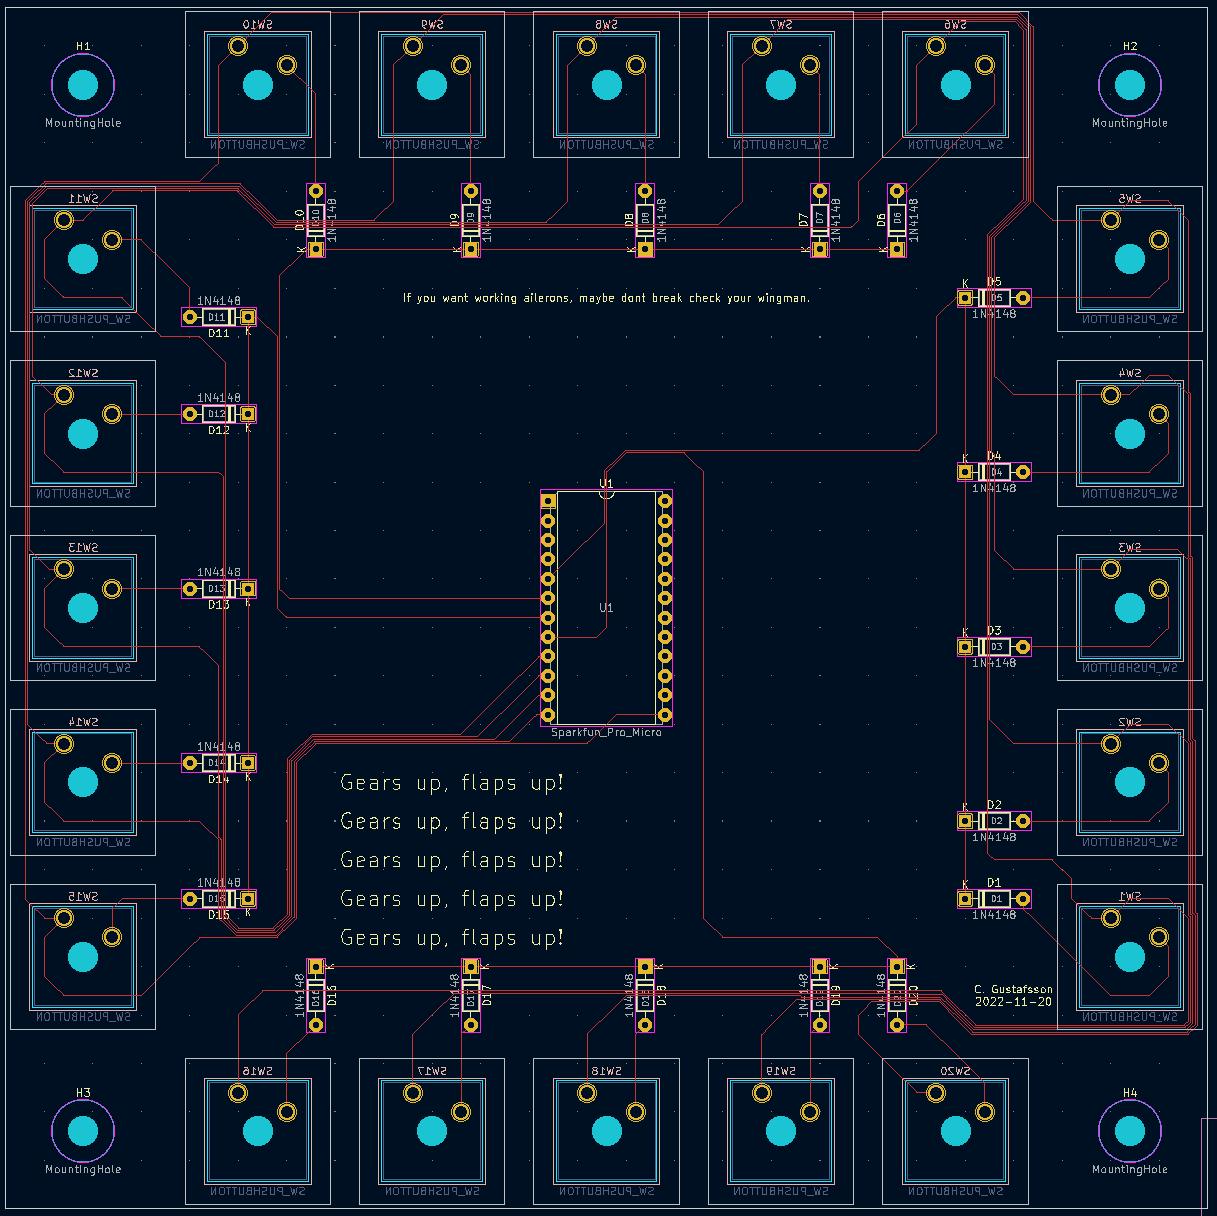 SW10
SW9
SW8
SW7
SW6
H1
H2
MountingHole
MountingHole
SW_PUSHBUTTON
SW_PUSHBUTTON
SW_PUSHBUTTON
SW_PUSHBUTTON
SW_PUSHBUTTON
SW11
SW5
D10
D10
1N4148
K
D9
D9
1N4148
K
D8
D8
1N4148
K
D7
D7
1N4148
K
D6
D6
1N4148
K
If you want working ailerons, maybe dont break check your wingman.
K
D5
D5
1N4148
1N4148
D11
K
D11
SW_PUSHBUTTON
SW_PUSHBUTTON
SW12
SW4
1N4148
D12
K
D12
K
D4
D4
1N4148
SW_PUSHBUTTON
SW_PUSHBUTTON
U1
SW13
SW3
1N4148
D13
K
D13
U1
K
D3
D3
1N4148
SW_PUSHBUTTON
SW_PUSHBUTTON
SW14
SW2
Sparkfun_Pro_Micro
1N4148
D14
K
D14
Gears up, flaps up!
Gears up, flaps up!
Gears up, flaps up!
Gears up, flaps up!
Gears up, flaps up!
K
D2
D2
1N4148
SW_PUSHBUTTON
SW_PUSHBUTTON
SW15
SW1
1N4148
D15
K
D15
K
D1
D1
1N4148
K
1N4148
D16
D16
K
1N4148
D17
D17
K
1N4148
D18
D18
K
1N4148
D19
D19
K
1N4148
D20
D20
C. Gustafsson
2022-11-20
SW_PUSHBUTTON
SW_PUSHBUTTON
SW16
SW17
SW18
SW19
SW20
H3
H4
MountingHole
MountingHole
SW_PUSHBUTTON
SW_PUSHBUTTON
SW_PUSHBUTTON
SW_PUSHBUTTON
SW_PUSHBUTTON